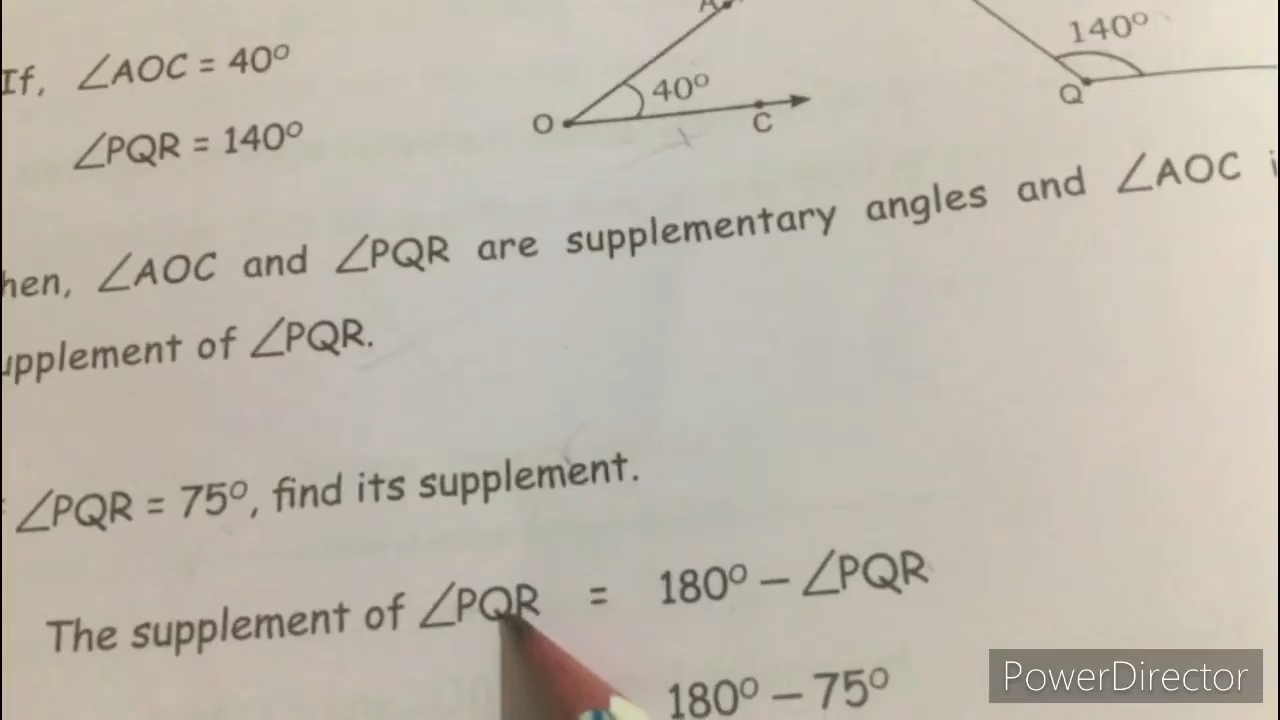 If, ∠AOC = 40°
∠PQR = 140°
A
40°
O
C
140°
Q
hen, ∠AOC and ∠PQR are supplementary angles and ∠AOC i
upplement of ∠PQR.
∠PQR = 75°, find its supplement.
The supplement of ∠PQR = 180° – ∠PQR
180° – 75°
PowerDirector